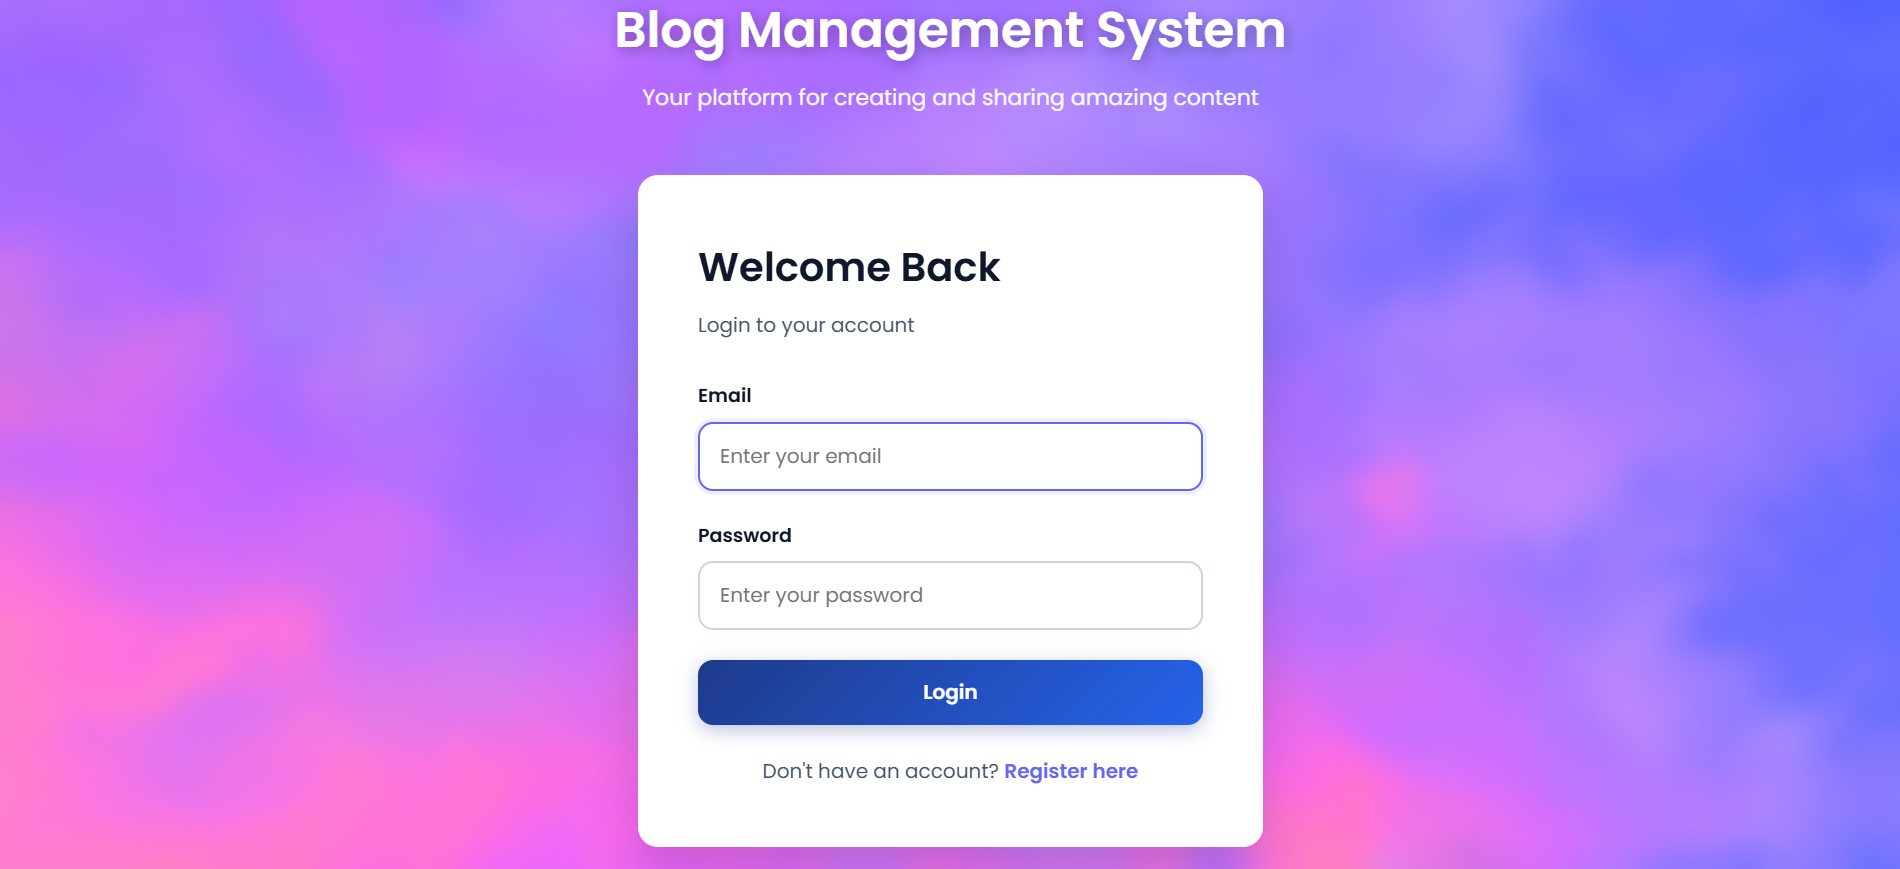 Blog Management System
Your platform for creating and sharing amazing content
Welcome Back
Login to your account
Email
Enter your email
Password
Enter your password
Login
Don't have an account? Register here